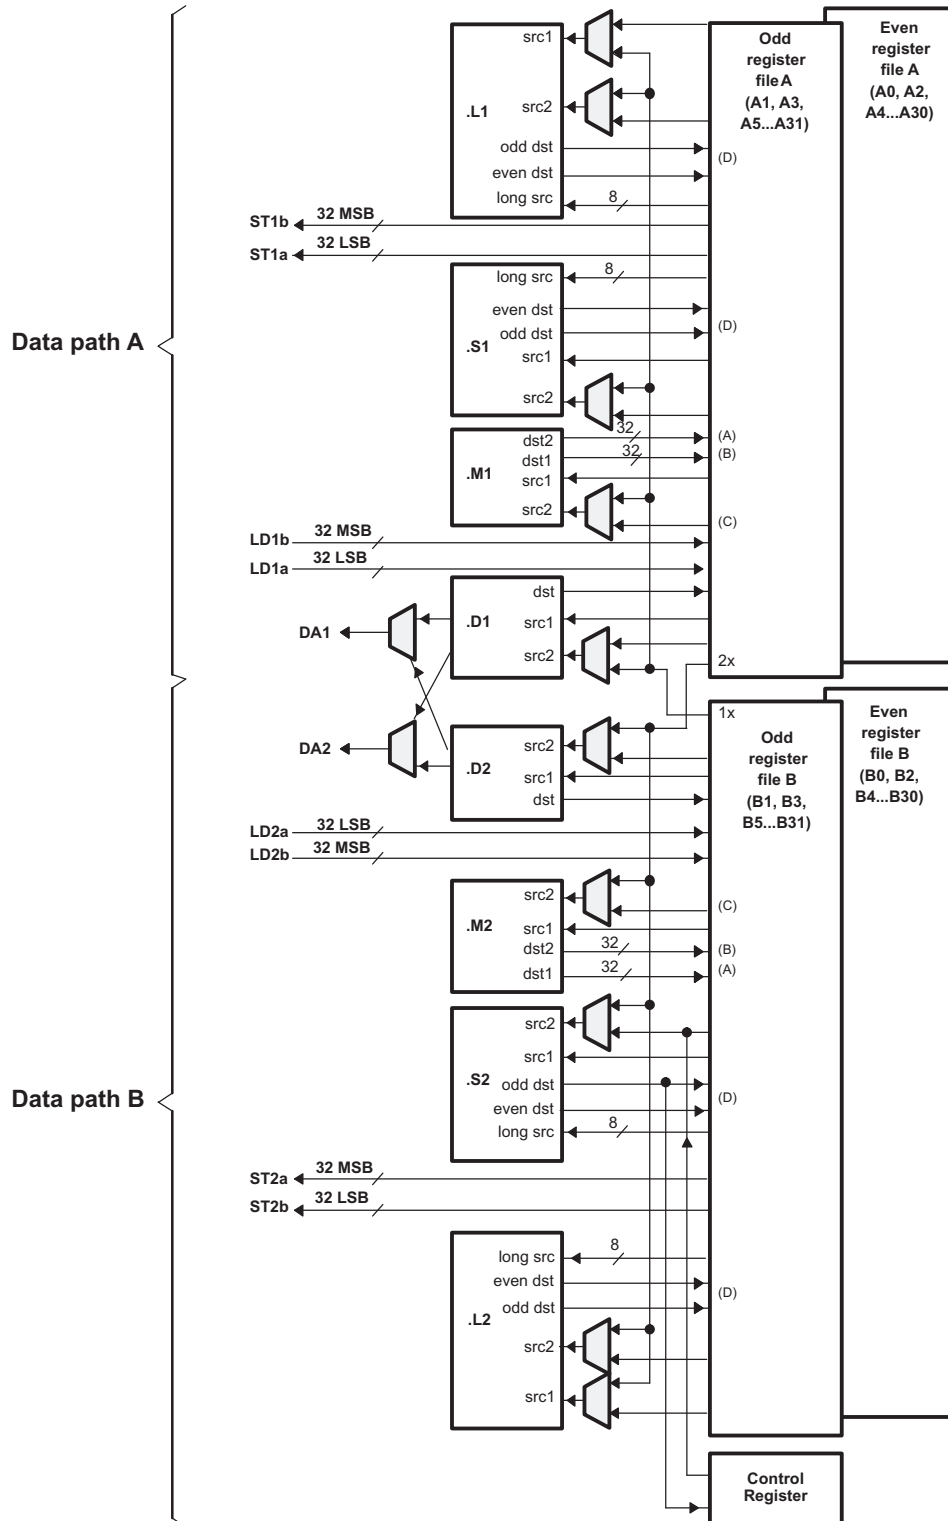 Odd
register
file A
(A1, A3,
A5...A31)
Even
register
file A
(A0, A2,
A4...A30)
src1
.L1
src2
odd dst
(D)
even dst
long src
8
ST1b
32 MSB
ST1a
32 LSB
long src
8
even dst
odd dst
(D)
.S1
src1
src2
Data path A
dst2
32
(A)
dst1
32
(B)
.M1
src1
src2
(C)
LD1b
32 MSB
LD1a
32 LSB
dst
.D1
src1
DA1
src2
2x
1x
Odd
register
file B
(B1, B3,
B5...B31)
Even
register
file B
(B0, B2,
B4...B30)
DA2
src2
.D2
src1
dst
LD2a
32 LSB
LD2b
32 MSB
src2
(C)
.M2
src1
dst2
32
(B)
dst1
32
(A)
src2
src1
.S2
odd dst
(D)
even dst
long src
8
Data path B
ST2a
32 MSB
ST2b
32 LSB
long src
8
even dst
(D)
odd dst
.L2
src2
src1
Control
Register